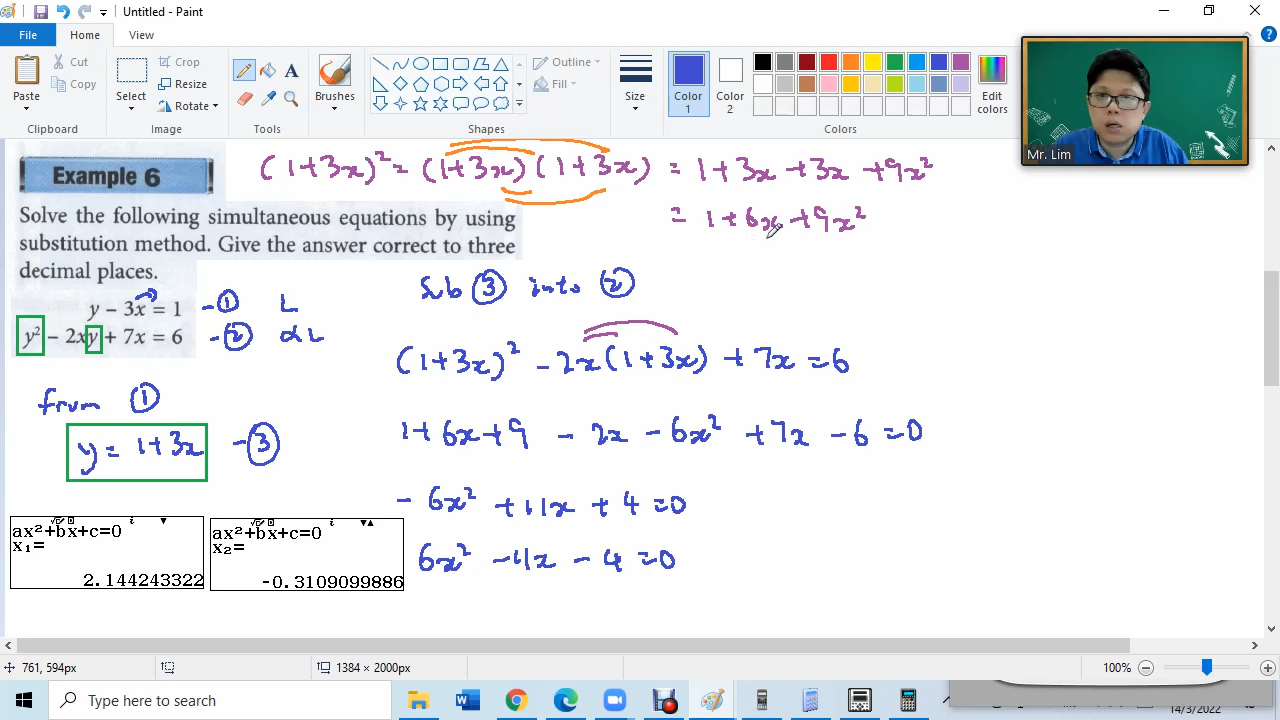 Untitled - Paint
File Home View
Paste
Cut
Copy
Clipboard
Select
Crop
Resize
Rotate
Image
A
Tools
Brushes
Shapes
Outline
Fill
Size
Color 1
Color 2
Edit colors
Colors
Mr. Lim
Example 6
(1+3x)² = (1+3x)(1+3x) = 1+3x+3x+9x²
= 1+6x+9x²
Solve the following simultaneous equations by using
substitution method. Give the answer correct to three
decimal places.
y – 3x = 1 -① L
y² – 2xy + 7x = 6 -② αL
from ①
y = 1+3x -③
Sub ③ into ②
(1+3x)² - 2x(1+3x) + 7x = 6
1 + 6x + 9 - 2x - 6x² + 7x - 6 = 0
- 6x² + 11x + 4 = 0
6x² - 11x - 4 = 0
ax²+bx+c=0
x₁=
2.144243322
ax²+bx+c=0
x₂=
-0.3109099886
761, 594px
1384 × 2000px
100%
Type here to search
14/3/2022